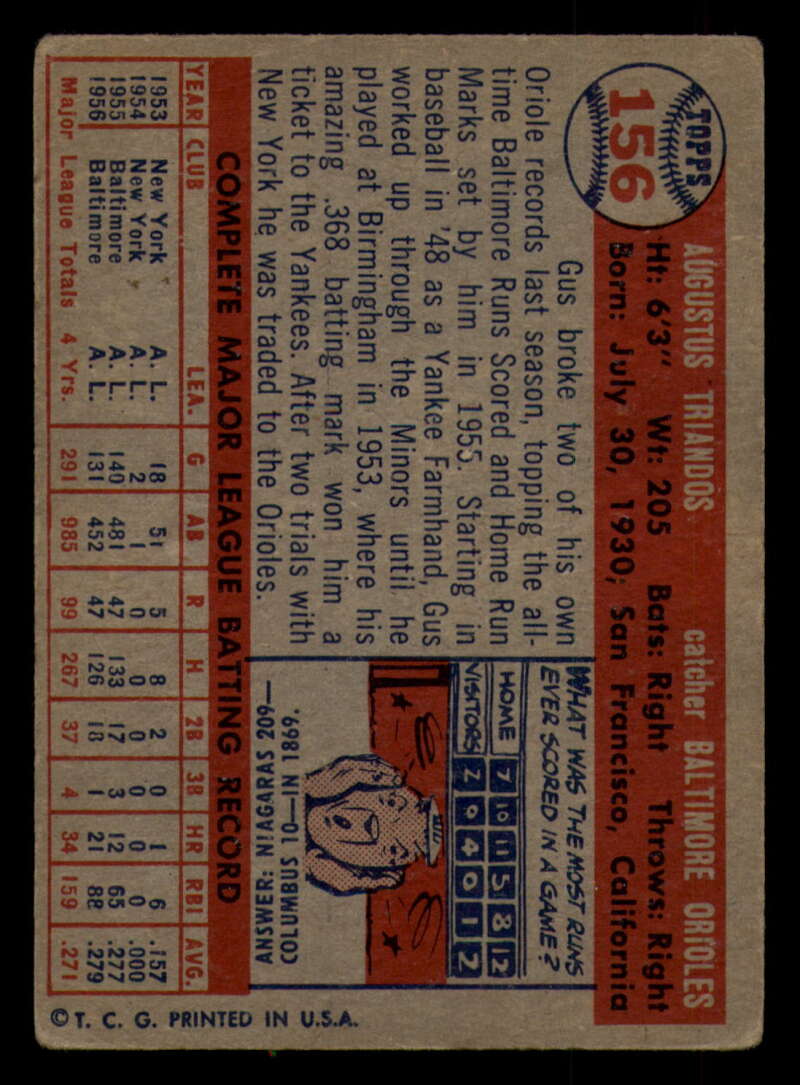 TOPPS
156
AUGUSTUS TRIANDOS catcher BALTIMORE ORIOLES
Ht: 6'3" Wt: 205 Bats: Right Throws: Right
Born: July 30, 1930; San Francisco, California
Gus broke two of his own
Oriole records last season, topping the all-
time Baltimore Runs Scored and Home Run
Marks set by him in 1955. Starting in
baseball in '48 as a Yankee Farmhand, Gus
worked up through the Minors until he
played at Birmingham in 1953, where his
amazing .368 batting mark won him a
ticket to the Yankees. After two trials with
New York he was traded to the Orioles.
WHAT WAS THE MOST RUNS
EVER SCORED IN A GAME?
HOME 7 10 11 5 8 12
VISITORS 2 0 4 0 1 2
ANSWER: NIAGARAS 209—
COLUMBUS 10—IN 1869.
COMPLETE MAJOR LEAGUE BATTING RECORD
YEAR CLUB LEA. G AB R H 2B 3B HR RBI AVG.
1953 New York A. L. 18 51 5 8 2 0 1 6 .157
1954 New York A. L. 2 1 0 0 0 0 0 0 .000
1955 Baltimore A. L. 140 481 47 133 17 3 12 65 .277
1956 Baltimore A. L. 131 452 47 126 18 1 21 88 .279
Major League Totals 4 Yrs. 291 985 99 267 37 4 34 159 .271
© T. C. G. PRINTED IN U.S.A.